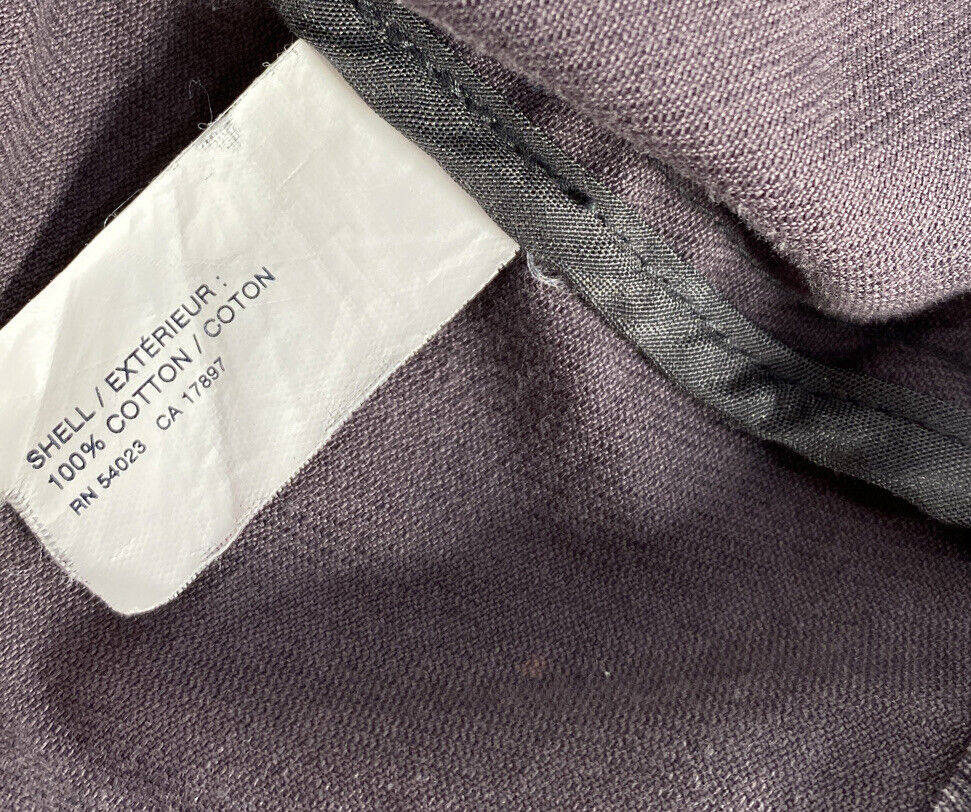 SHELL / EXTÉRIEUR :
100% COTTON / COTON
RN 54023 CA 17897